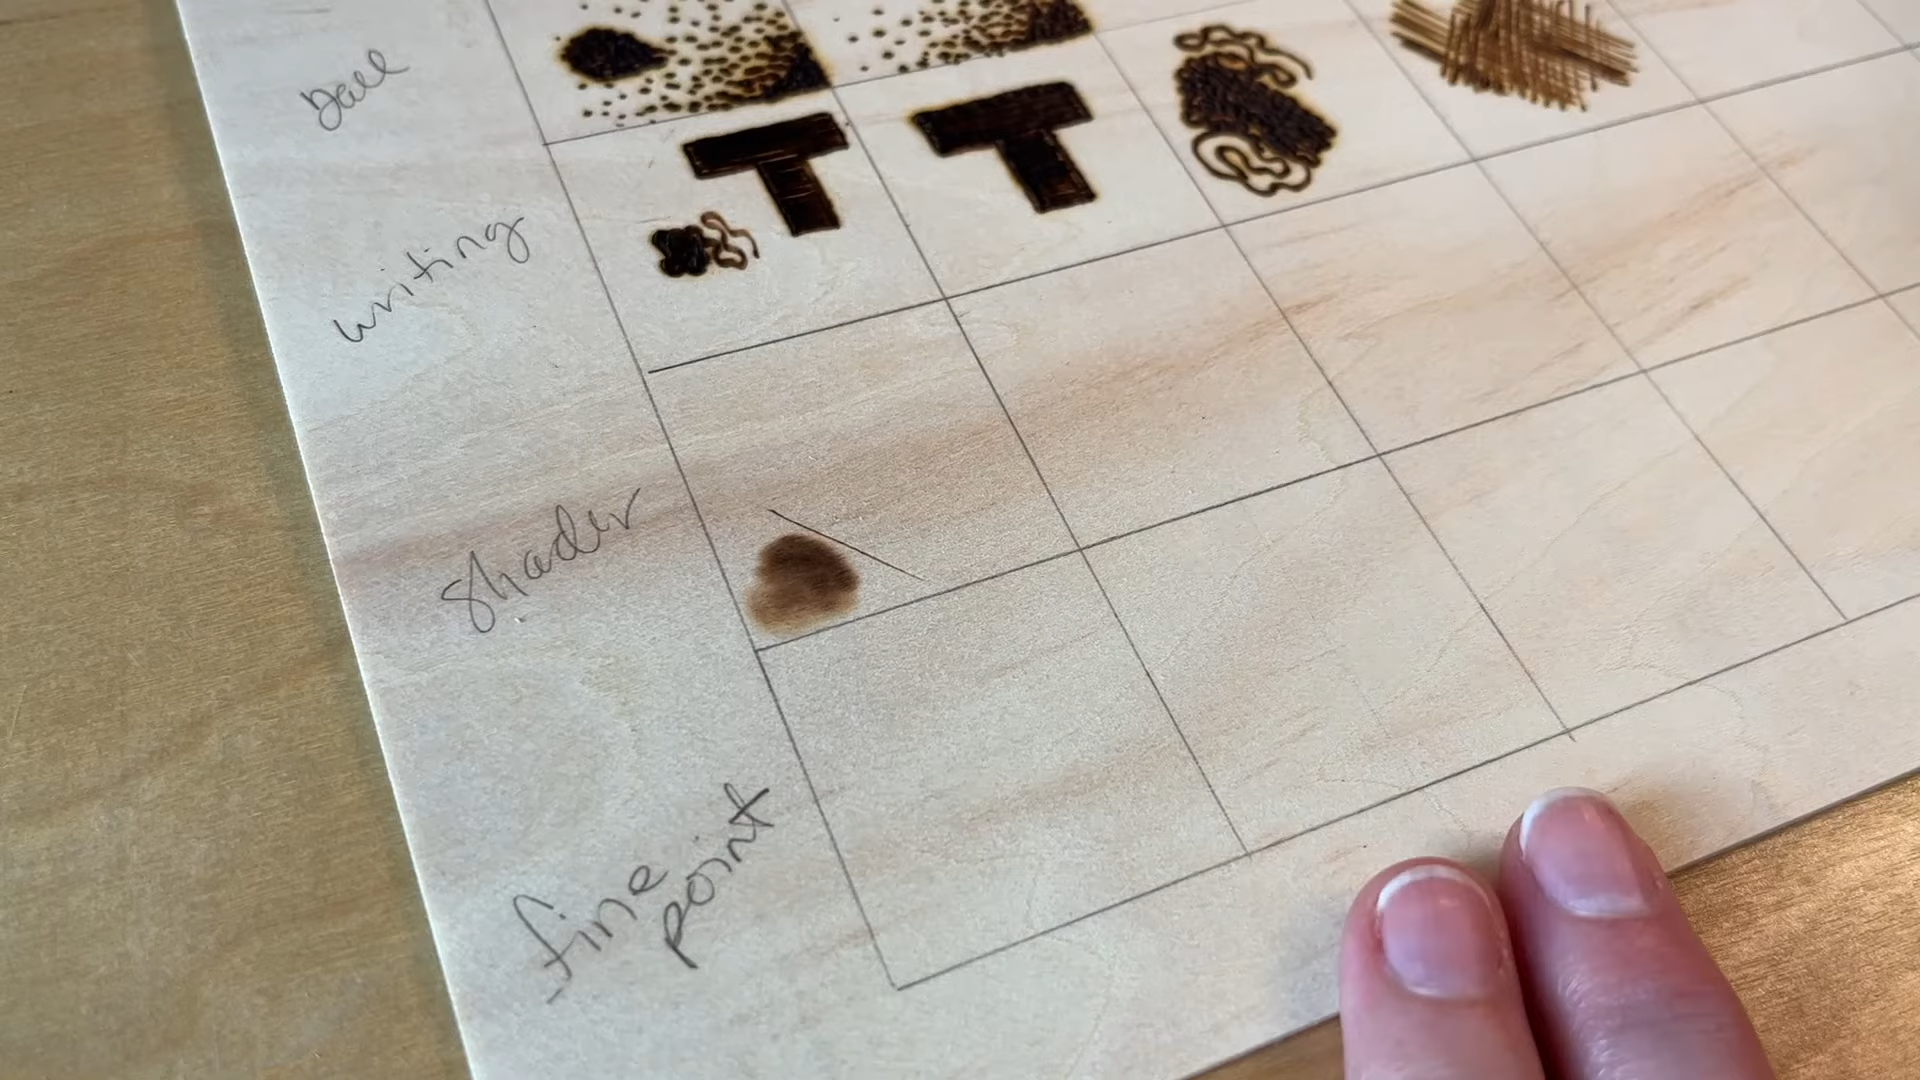 Ball
writing
T T
shader
fine
point